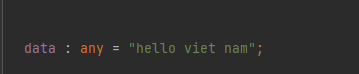 data : any = "hello viet nam";